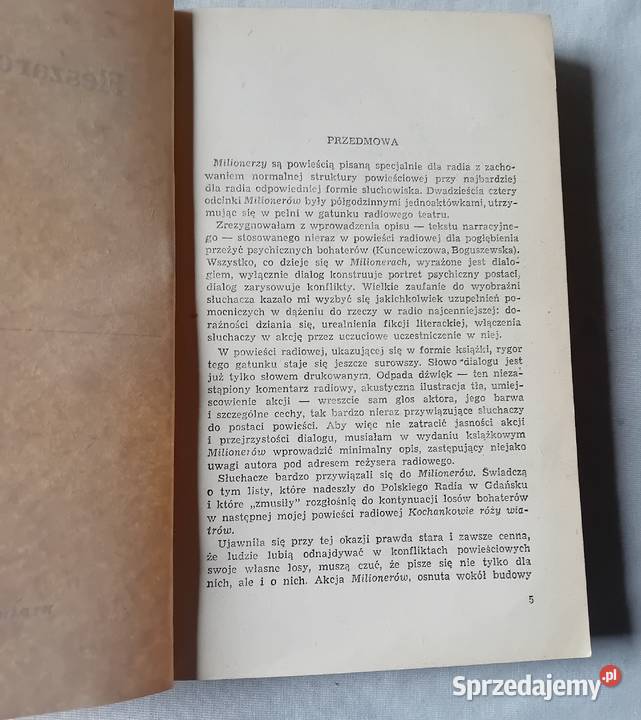 Fleszaro
PRZEDMOWA
Milionerzy są powieścią pisaną specjalnie dla radia z zacho-
waniem normalnej struktury powieściowej przy najbardziej
dla radia odpowiedniej formie słuchowiska. Dwadzieścia cztery
odcinki Milionerów były półgodzinnymi jednoaktówkami, utrzy-
mując się w pełni w gatunku radiowego teatru.
Zrezygnowałam z wprowadzenia opisu — tekstu narracyjne-
go — stosowanego nieraz w powieści radiowej dla pogłębienia
przeżyć psychicznych bohaterów (Kuncewiczowa, Boguszewska).
Wszystko, co dzieje się w Milionerach, wyrażone jest dialo-
giem, wyłącznie dialog konstruuje portret psychiczny postaci,
dialog zarysowuje konflikty. Wielkie zaufanie do wyobraźni
słuchacza kazało mi wyzbyć się jakichkolwiek uzupełnień po-
mocniczych w dążeniu do rzeczy w radio najcenniejszej: do-
raźności działania się, urealnienia fikcji literackiej, włączenia
słuchaczy w akcję przez uczuciowe uczestniczenie w niej.
W powieści radiowej, ukazującej się w formie książki, rygor
tego gatunku staje się jeszcze surowszy. Słowo dialogu jest
już tylko słowem drukowanym. Odpada dźwięk — ten nieza-
stąpiony komentarz radiowy, akustyczna ilustracja tła, umiej-
scowienie akcji — wreszcie sam głos aktora, jego barwa
i szczególne cechy, tak bardzo nieraz przywiązujące słuchaczy
do postaci powieści. Aby więc nie zatracić jasności akcji
i przejrzystości dialogu, musiałam w wydaniu książkowym
Milionerów wprowadzić minimalny opis, zastępujący niejako
uwagi autora pod adresem reżysera radiowego.
Słuchacze bardzo przywiązali się do Milionerów. Świadczą
o tym listy, które nadeszły do Polskiego Radia w Gdańsku
i które „zmusiły” rozgłośnię do kontynuacji losów bohaterów
w następnej mojej powieści radiowej Kochankowie róży wia-
trów.
Ujawniła się przy tej okazji prawda stara i zawsze cenna,
że ludzie lubią odnajdywać w konfliktach powieściowych
swoje własne losy, muszą czuć, że pisze się nie tylko dla
nich, ale i o nich. Akcja Milionerów, osnuta wokół budowy
5
Sprzedajemy.pl